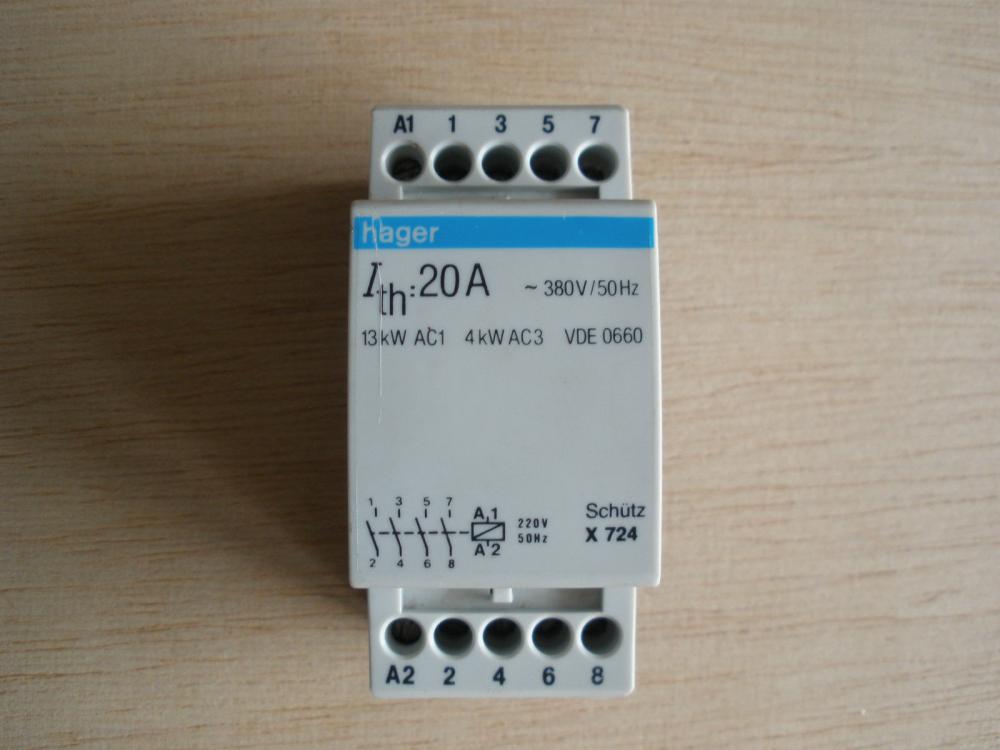 A1 1 3 5 7
hager
Ith: 20 A ~ 380V/50Hz
13kW AC1 4kW AC3 VDE 0660
1 3 5 7
A1
220V
50Hz
A2
2 4 6 8
Schütz
X 724
A2 2 4 6 8